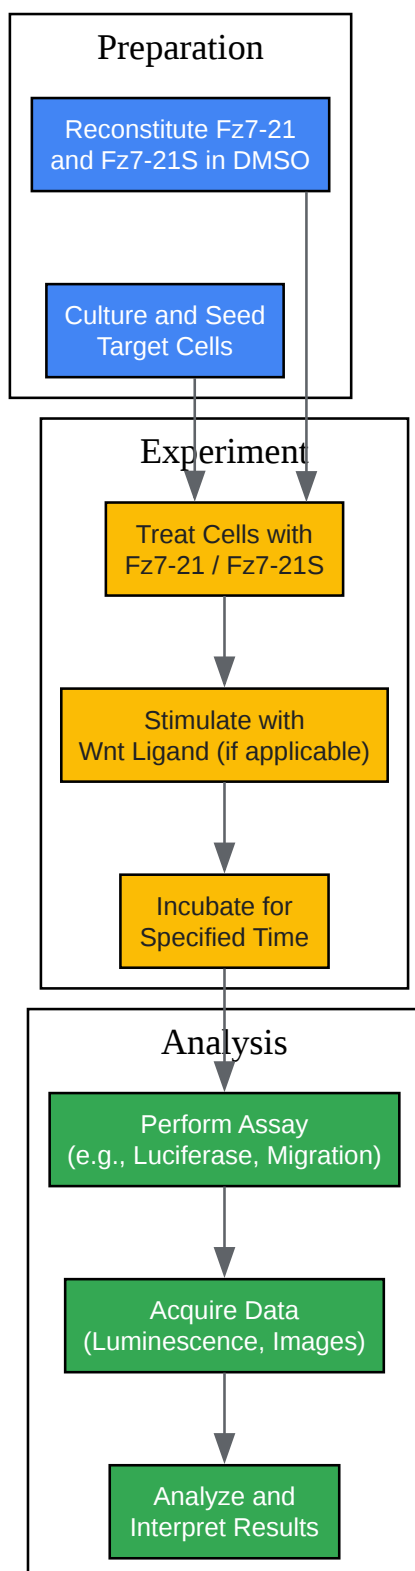 Preparation
Reconstitute Fz7-21
and Fz7-21S in DMSO
Culture and Seed
Target Cells
Experiment
Treat Cells with
Fz7-21 / Fz7-21S
Stimulate with
Wnt Ligand (if applicable)
Incubate for
Specified Time
Analysis
Perform Assay
(e.g., Luciferase, Migration)
Acquire Data
(Luminescence, Images)
Analyze and
Interpret Results